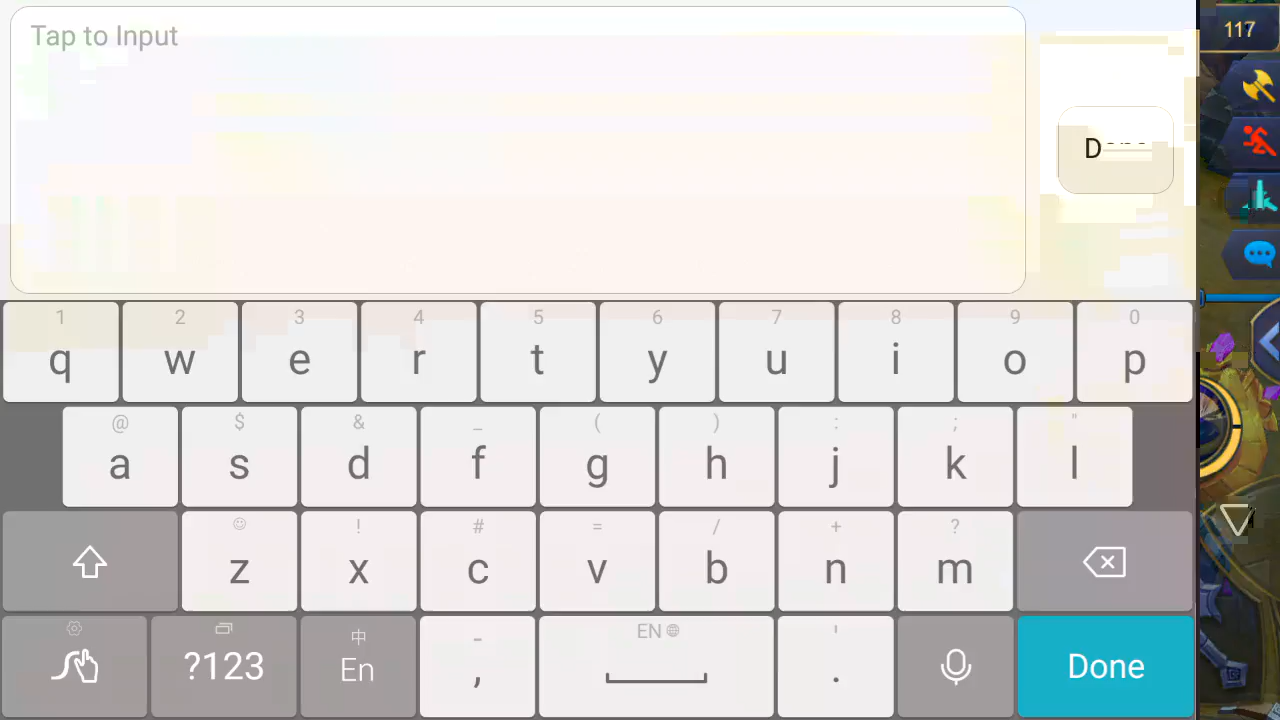 Tap to Input
117
1 2 3 4 5 6 7 8 9 0
q w e r t y u i o p
@ $ & _ ( ) : ; "
a s d f g h j k l
! # = / + ?
z x c v b n m
中 - EN '
?123 En , . Done